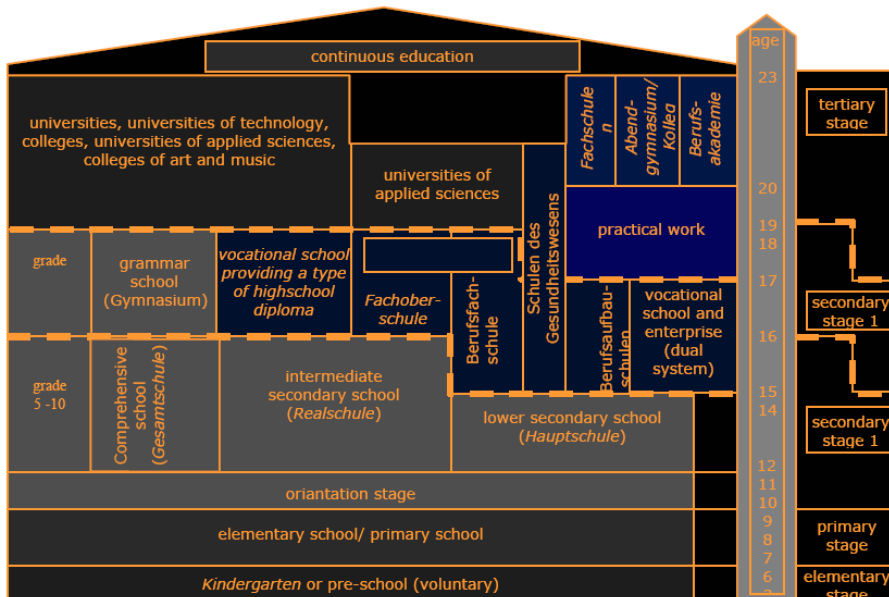 continuous education
age
23
universities, universities of technology,
colleges, universities of applied sciences,
colleges of art and music
universities of
applied sciences
Schulen des
Gesundheitswesens
Fachschule
n
Abend-
gymnasium/
Kolleg
Berufs-
akademie
tertiary
stage
20
practical work
19
18
17
grade
grammar
school
(Gymnasium)
vocational school
providing a type
of highschool
diploma
Fachober-
schule
Berufsfach-
schule
Berufsaufbau-
schulen
vocational
school and
enterprise
(dual
system)
secondary
stage 1
16
15
14
grade
5 -10
Comprehensive
school
(Gesamtschule)
intermediate
secondary school
(Realschule)
lower secondary school
(Hauptschule)
secondary
stage 1
12
11
10
oriantation stage
elementary school/ primary school
9
8
7
primary
stage
Kindergarten or pre-school (voluntary)
6
elementary
stage